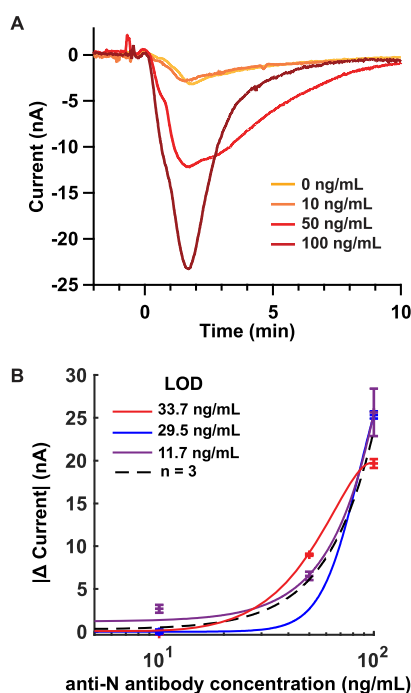 A
0
-5
-10
-15
-20
-25
Current (nA)
0 ng/mL
10 ng/mL
50 ng/mL
100 ng/mL
0 5 10
Time (min)
B
30
25
20
15
10
5
0
|Δ Current| (nA)
LOD
33.7 ng/mL
29.5 ng/mL
11.7 ng/mL
n = 3
10¹ 10²
anti-N antibody concentration (ng/mL)